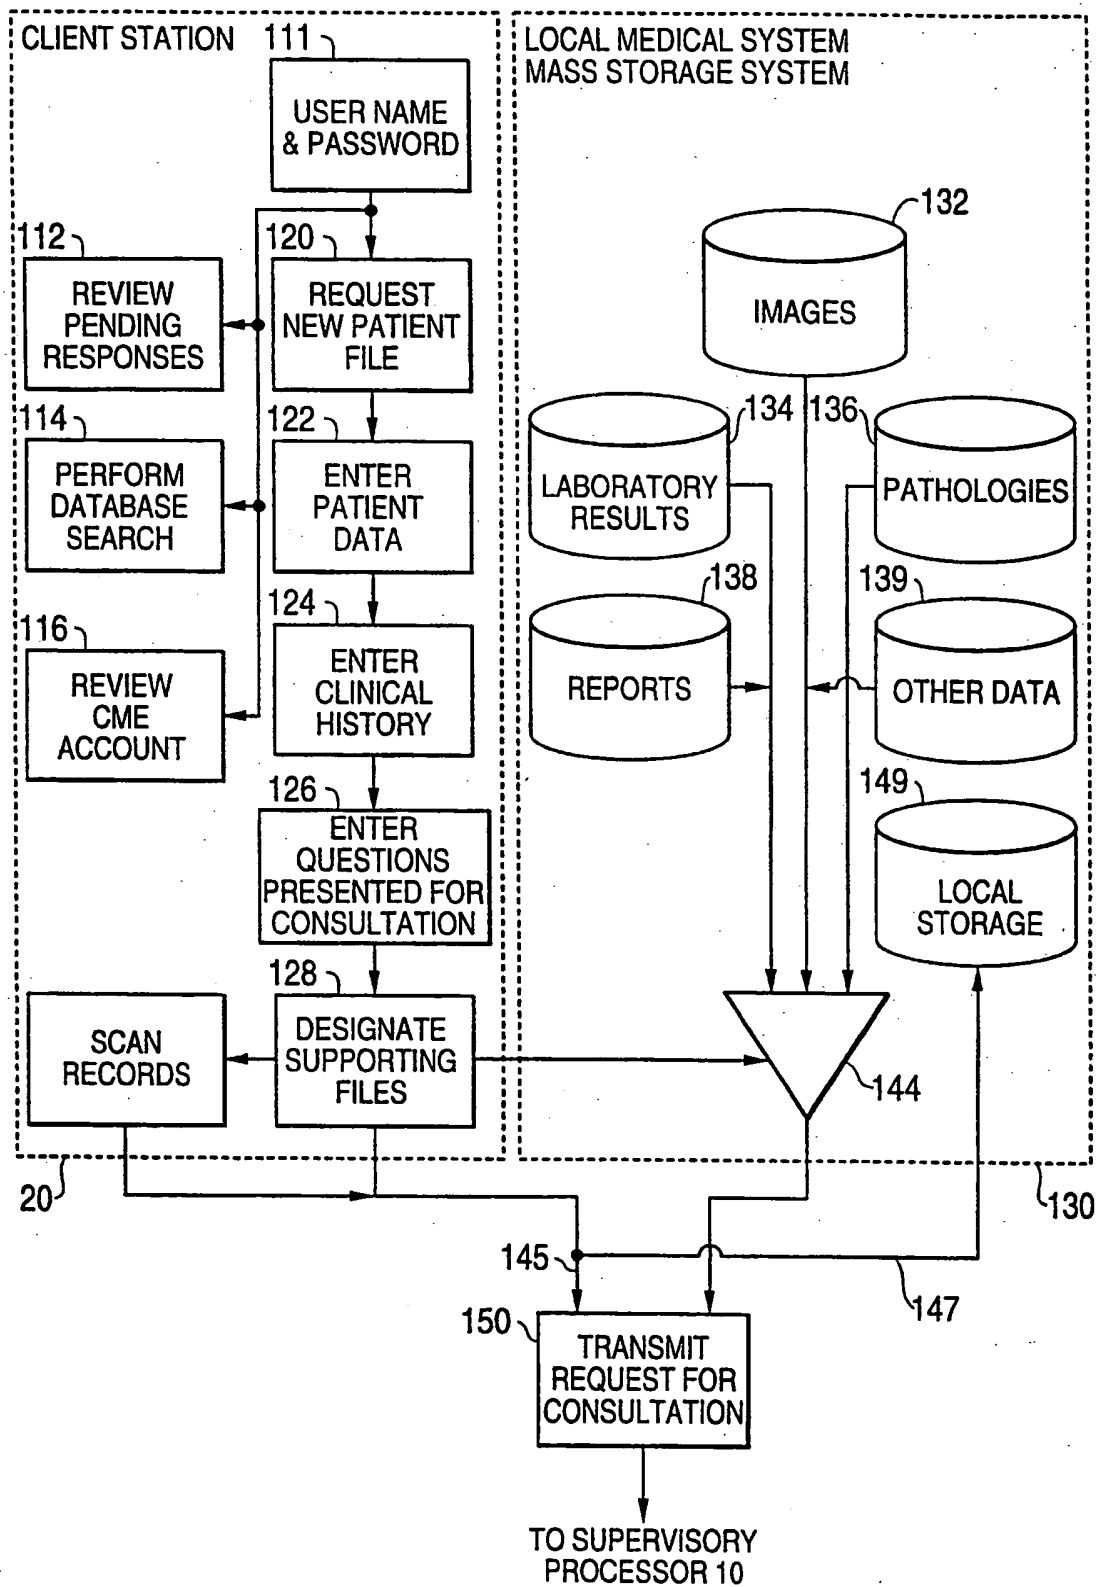 CLIENT STATION
111
USER NAME
& PASSWORD
112
REVIEW
PENDING
RESPONSES
120
REQUEST
NEW PATIENT
FILE
114
PERFORM
DATABASE
SEARCH
122
ENTER
PATIENT
DATA
116
REVIEW
CME
ACCOUNT
124
ENTER
CLINICAL
HISTORY
126
ENTER
QUESTIONS
PRESENTED FOR
CONSULTATION
SCAN
RECORDS
128
DESIGNATE
SUPPORTING
FILES
20
LOCAL MEDICAL SYSTEM
MASS STORAGE SYSTEM
132
IMAGES
134
LABORATORY
RESULTS
136
PATHOLOGIES
138
REPORTS
139
OTHER DATA
149
LOCAL
STORAGE
144
130
145
147
150
TRANSMIT
REQUEST FOR
CONSULTATION
TO SUPERVISORY
PROCESSOR 10